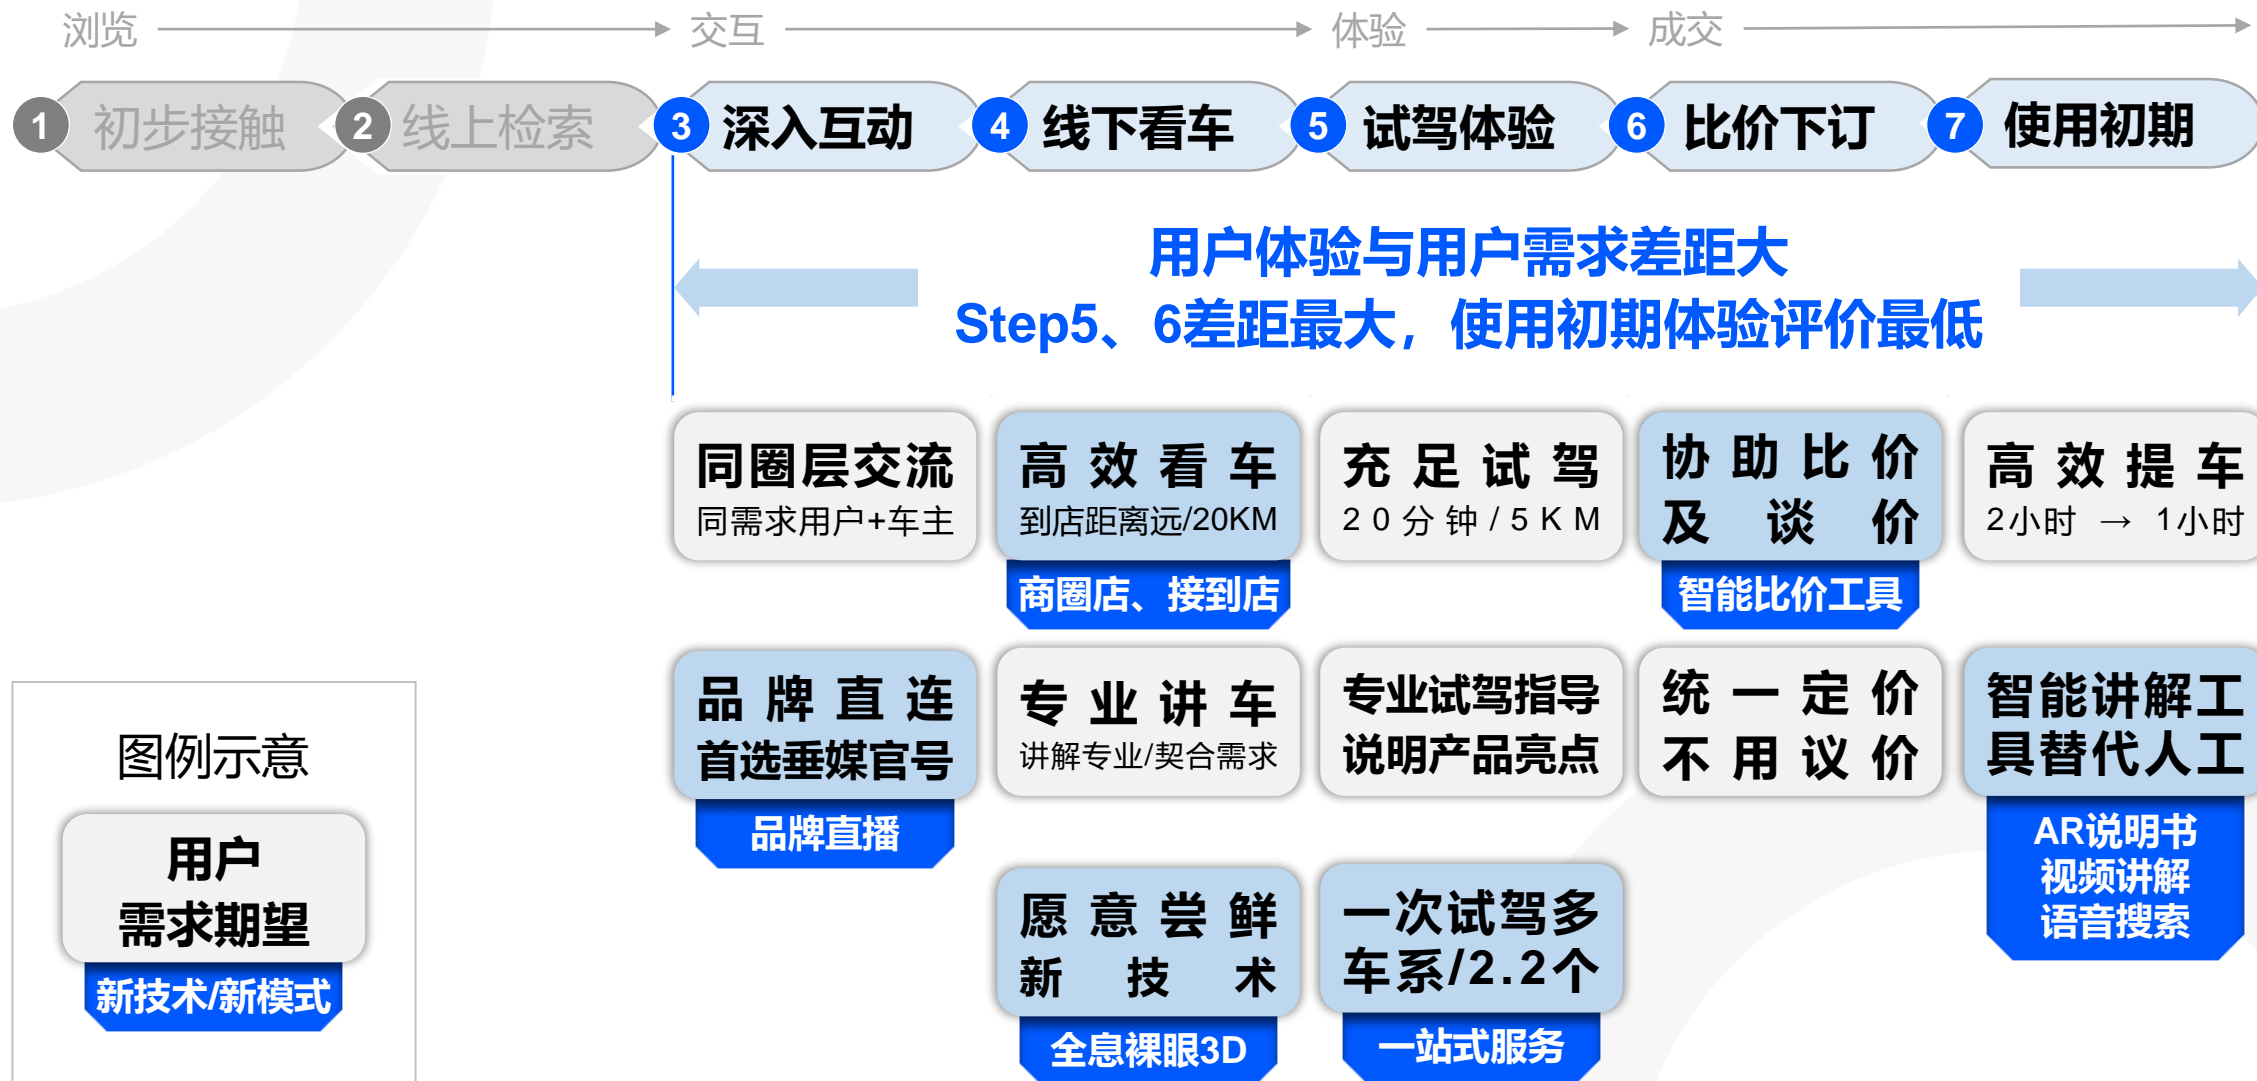 浏览
交互
体验
成交
1 初步接触
2 线上检索
3 深入互动
4 线下看车
5 试驾体验
6 比价下订
7 使用初期
用户体验与用户需求差距大
Step5、6差距最大，使用初期体验评价最低
同圈层交流
同需求用户+车主
高效看车
到店距离远/20KM
商圈店、接到店
充足试驾
20分钟/5KM
协助比价
及谈价
智能比价工具
高效提车
2小时 → 1小时
品牌直连
首选垂媒官号
品牌直播
专业讲车
讲解专业/契合需求
专业试驾指导
说明产品亮点
统一定价
不用议价
智能讲解工
具替代人工
AR说明书
视频讲解
语音搜索
愿意尝鲜
新技术
全息裸眼3D
一次试驾多
车系/2.2个
一站式服务
图例示意
用户
需求期望
新技术/新模式